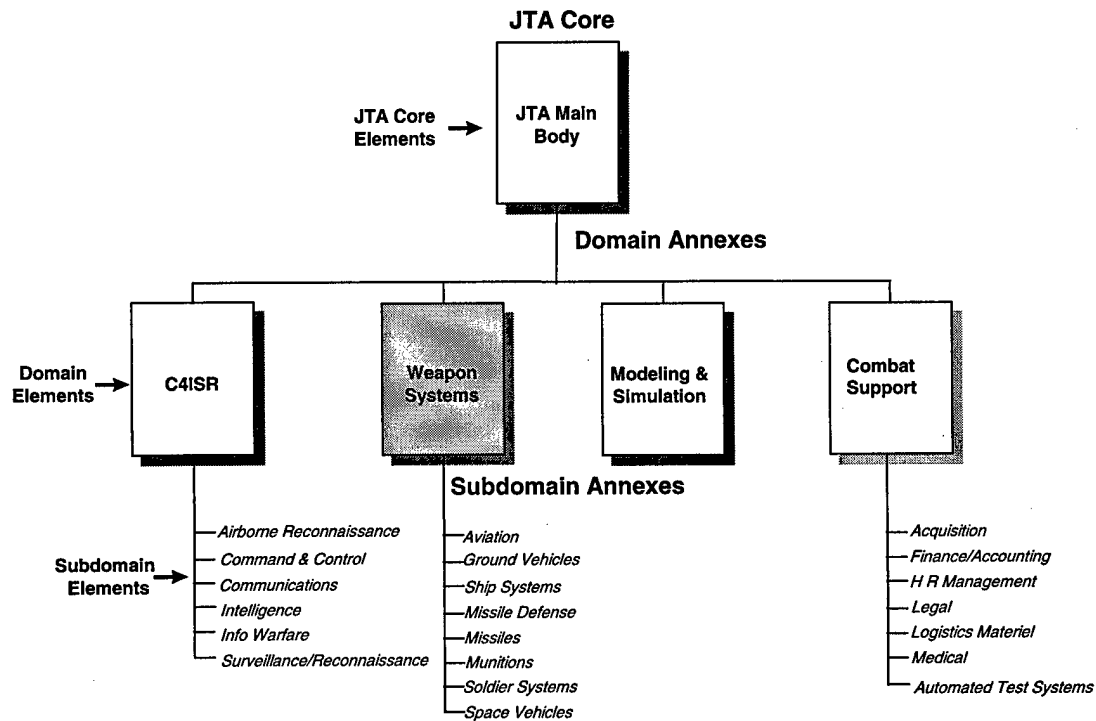 JTA Core
JTA Core
Elements
JTA Main
Body
Domain Annexes
Domain
Elements
C4ISR
Weapon
Systems
Modeling &
Simulation
Combat
Support
Subdomain Annexes
Subdomain
Elements
Airborne Reconnaissance
Command & Control
Communications
Intelligence
Info Warfare
Surveillance/Reconnaissance
Aviation
Ground Vehicles
Ship Systems
Missile Defense
Missiles
Munitions
Soldier Systems
Space Vehicles
Acquisition
Finance/Accounting
H R Management
Legal
Logistics Materiel
Medical
Automated Test Systems